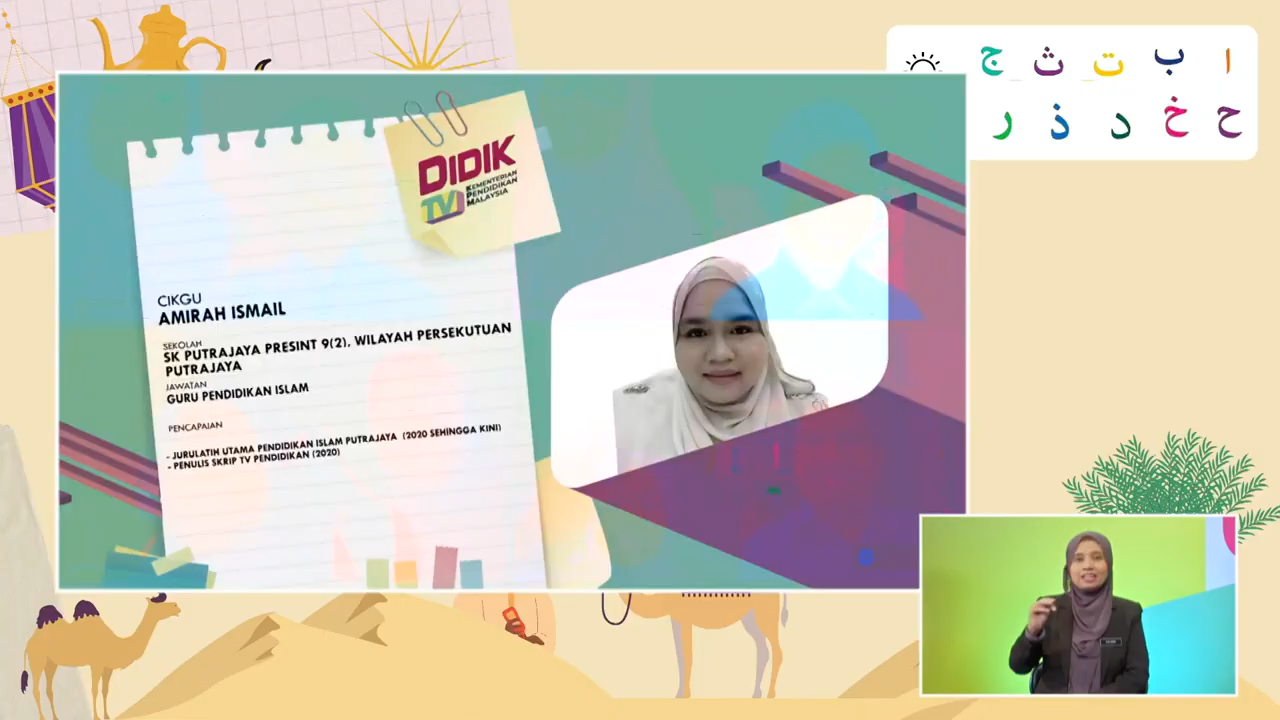 ا ب ت ث ج
ح خ د ذ ر
DIDIK
TV
KEMENTERIAN
PENDIDIKAN
MALAYSIA
CIKGU
AMIRAH ISMAIL
SEKOLAH
SK PUTRAJAYA PRESINT 9(2), WILAYAH PERSEKUTUAN
PUTRAJAYA
JAWATAN
GURU PENDIDIKAN ISLAM
PENCAPAIAN
- JURULATIH UTAMA PENDIDIKAN ISLAM PUTRAJAYA (2020 SEHINGGA KINI)
- PENULIS SKRIP TV PENDIDIKAN (2020)